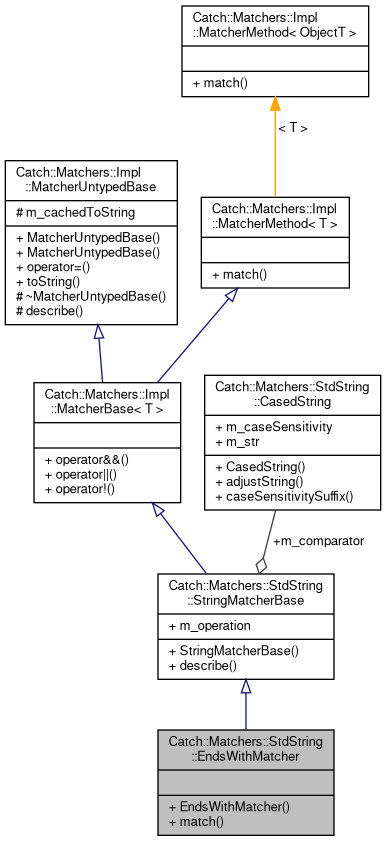 Catch::Matchers::Impl
::MatcherMethod< ObjectT >
+ match()
< T >
Catch::Matchers::Impl
::MatcherUntypedBase
# m_cachedToString
+ MatcherUntypedBase()
+ MatcherUntypedBase()
+ operator=()
+ toString()
# ~MatcherUntypedBase()
# describe()
Catch::Matchers::Impl
::MatcherMethod< T >
+ match()
Catch::Matchers::Impl
::MatcherBase< T >
+ operator&&()
+ operator||()
+ operator!()
Catch::Matchers::StdString
::CasedString
+ m_caseSensitivity
+ m_str
+ CasedString()
+ adjustString()
+ caseSensitivitySuffix()
+m_comparator
Catch::Matchers::StdString
::StringMatcherBase
+ m_operation
+ StringMatcherBase()
+ describe()
Catch::Matchers::StdString
::EndsWithMatcher
+ EndsWithMatcher()
+ match()